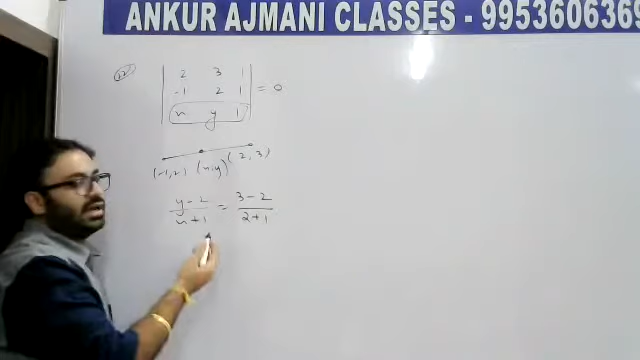 ANKUR AJMANI CLASSES - 9953606369
2 3 1
-1 2 1 = 0
x y 1
(-1,2) (x,y) (2,3)
y-2 / x+1 = 3-2 / 2+1